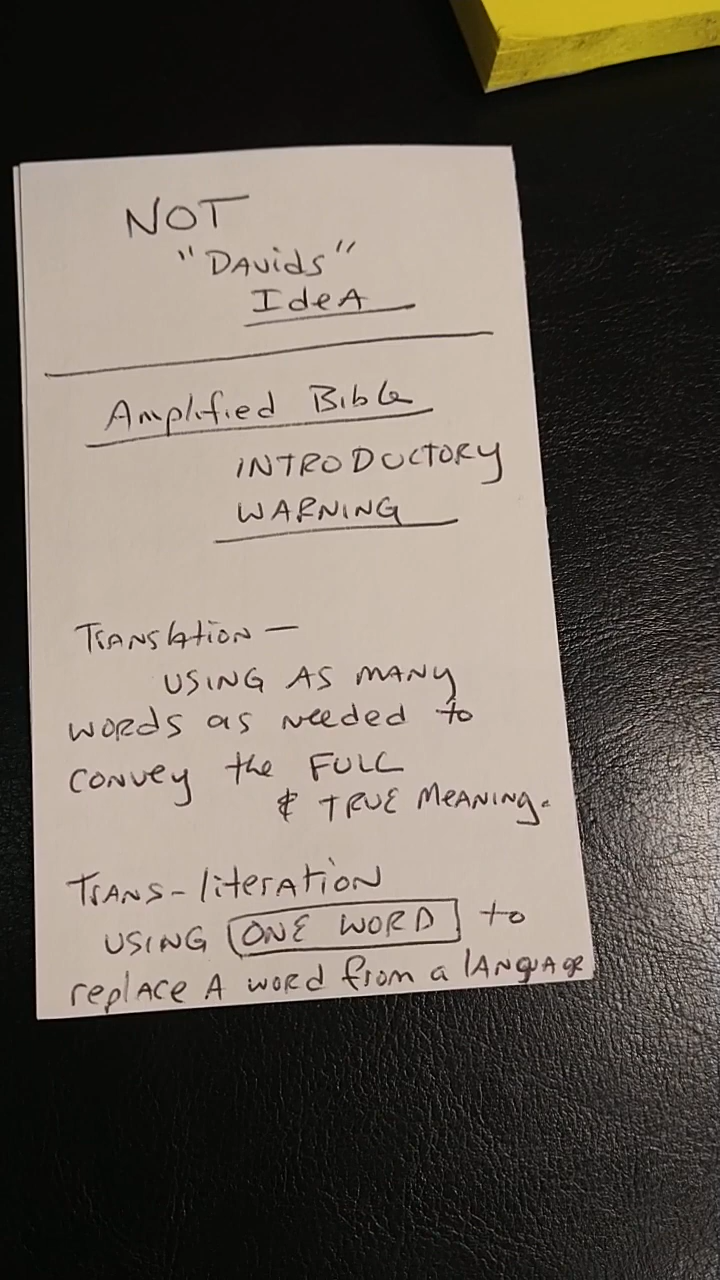 NOT
"DAVids"
IdeA
Amplified Bible
INTRODUCTORY
WARNING
TRANSlAtioN —
USING AS MANY
WORDS as Needed to
CONVEY the FULL
& TRUE MeANiNG.
TRANS-literATiON
USING ONE WORD to
replACE A word from a lANguAge